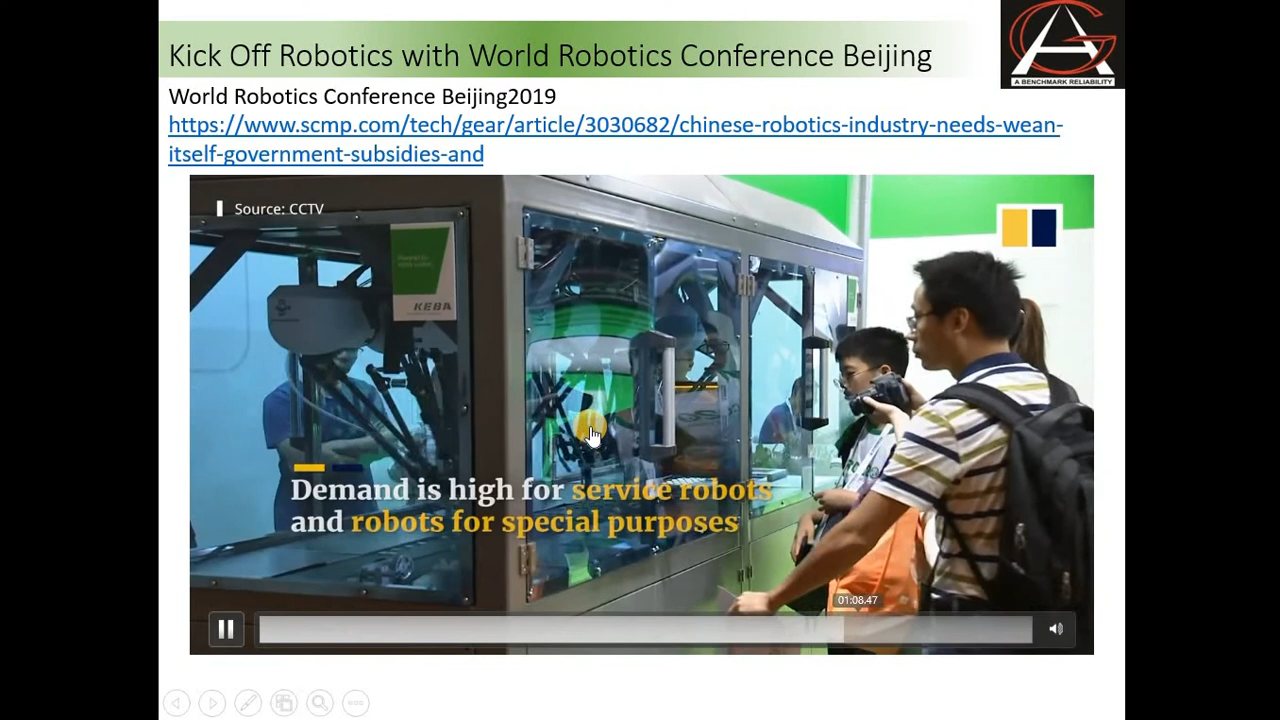 Kick Off Robotics with World Robotics Conference Beijing
A BENCHMARK RELIABILITY
World Robotics Conference Beijing2019
https://www.scmp.com/tech/gear/article/3030682/chinese-robotics-industry-needs-wean-
itself-government-subsidies-and
Source: CCTV
KEBA
Demand is high for service robots
and robots for special purposes
01:08.47